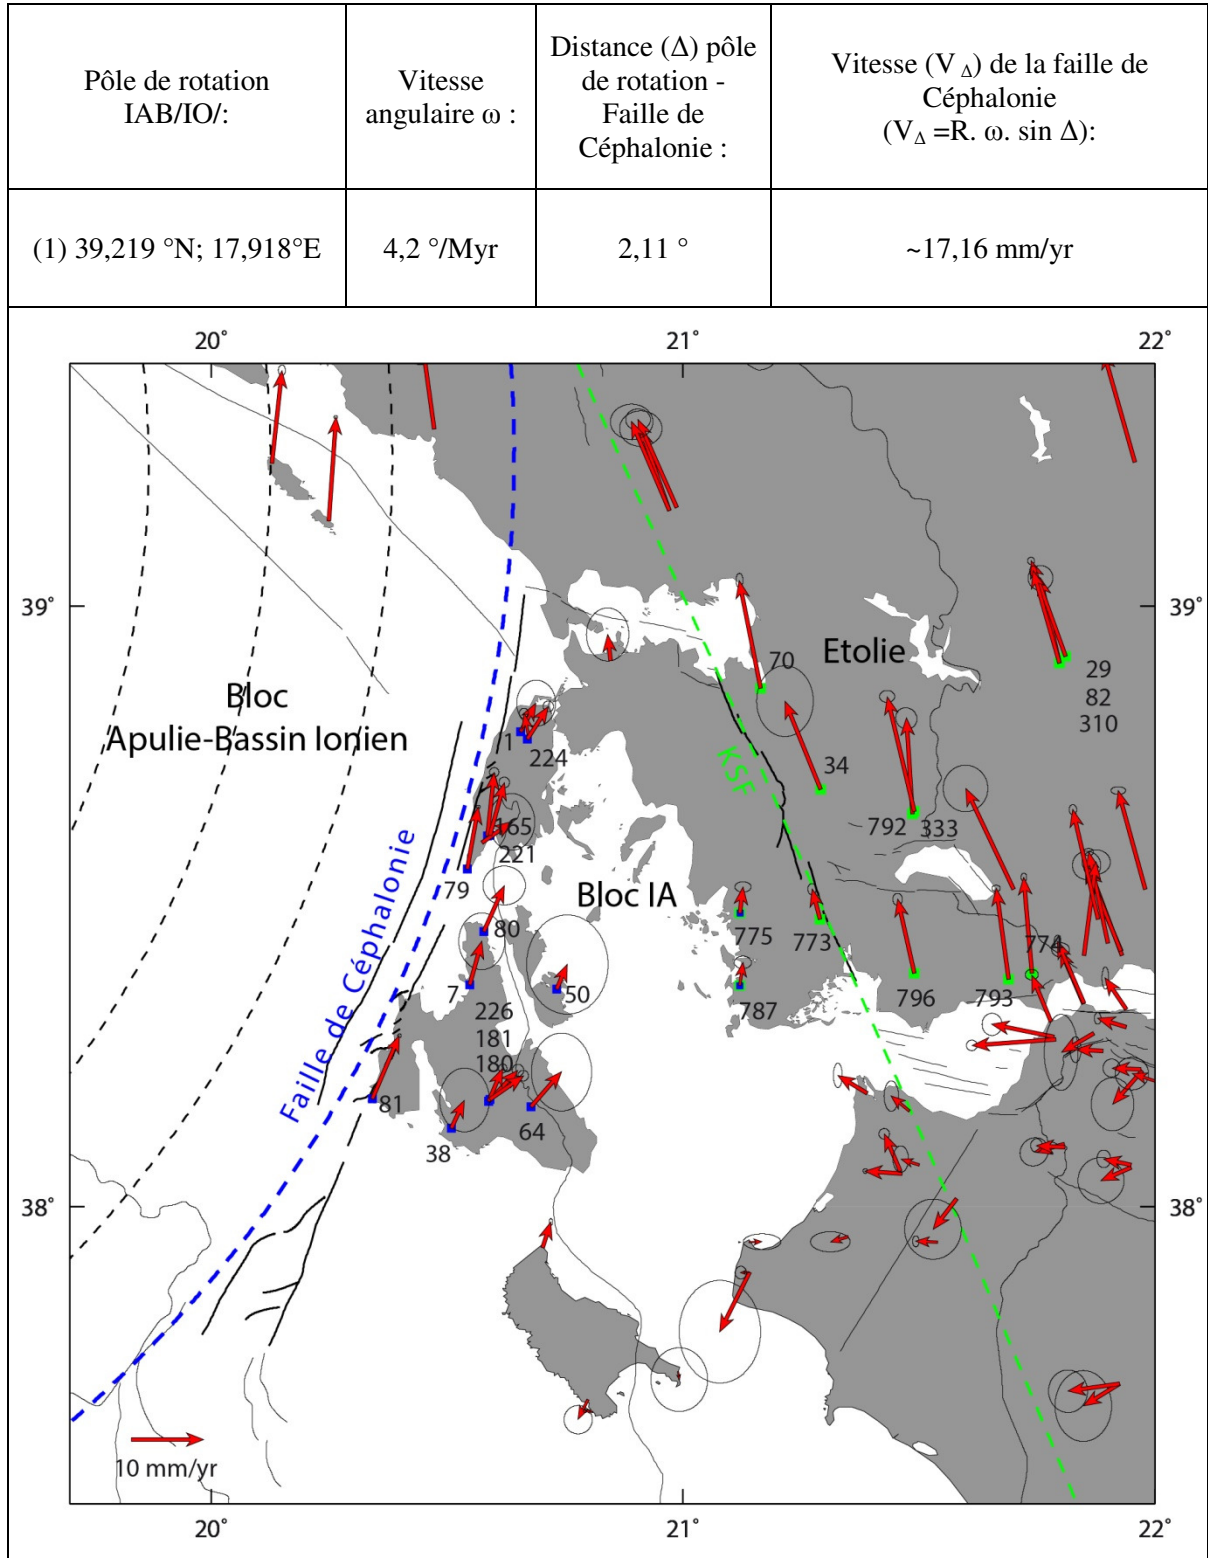 Pôle de rotation
IAB/IO/:
Vitesse
angulaire ω :
Distance (Δ) pôle
de rotation -
Faille de
Céphalonie :
Vitesse (V Δ) de la faille de
Céphalonie
(VΔ =R. ω. sin Δ):
(1) 39,219 °N; 17,918°E
4,2 °/Myr
2,11 °
~17,16 mm/yr
20˚
21˚
22˚
39˚
39˚
70
Etolie
29
82
310
Bloc
Apulie-Bassin Ionien
1
224
KSF
34
792
333
165
221
79
Bloc IA
80
775
773
774
Faille de Céphalonie
7
50
226
181
180
787
796
793
81
64
38
38˚
38˚
10 mm/yr
20˚
21˚
22˚